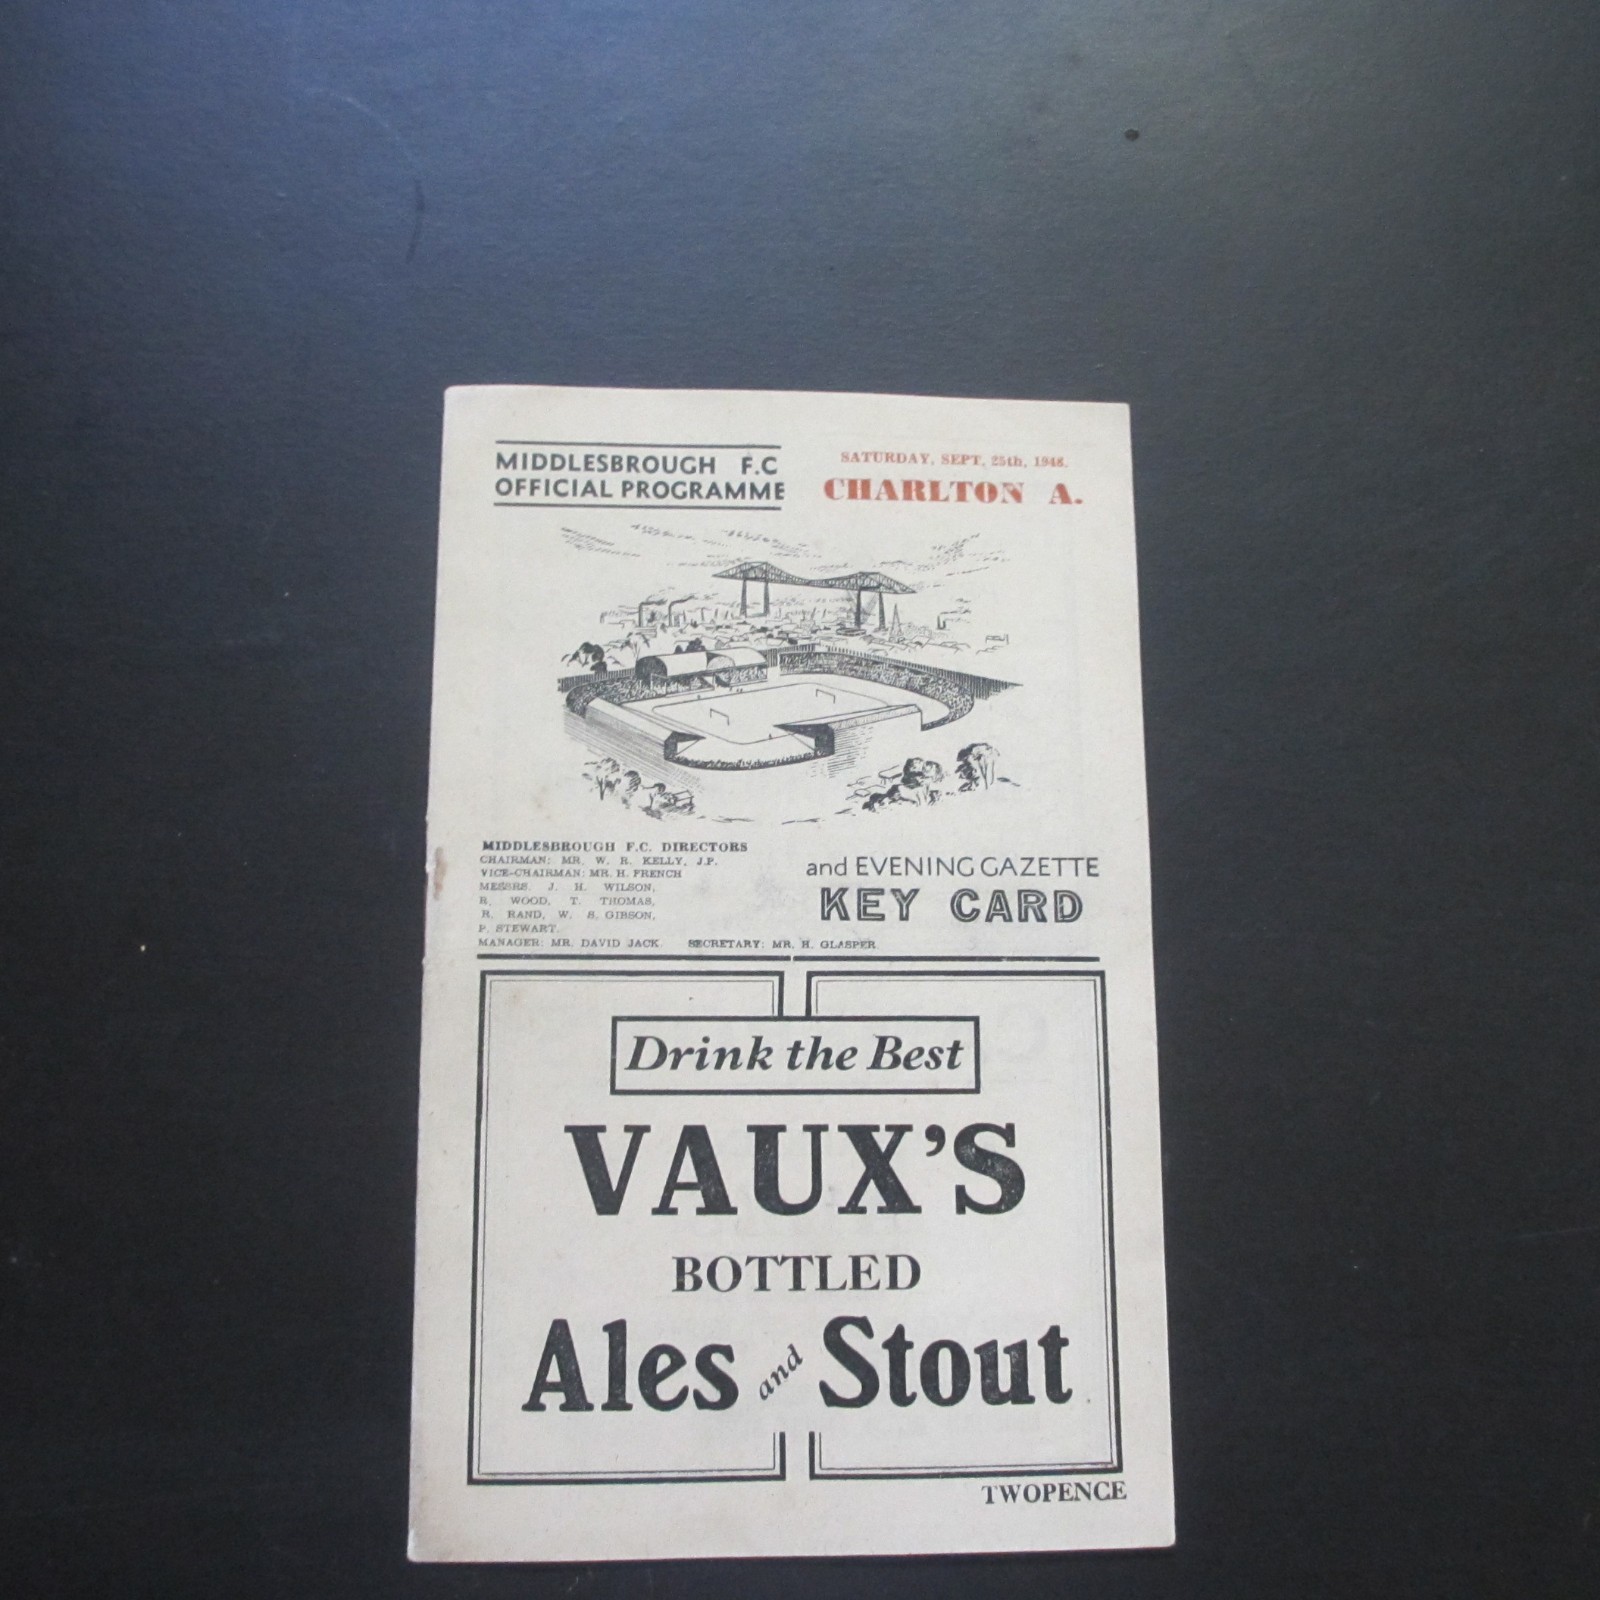 MIDDLESBROUGH F.C
OFFICIAL PROGRAMME
SATURDAY, SEPT. 25th, 1948.
CHARLTON A.
MIDDLESBROUGH F.C. DIRECTORS
CHAIRMAN: MR. W. R. KELLY, J.P.
VICE-CHAIRMAN: MR. H. FRENCH
MESSRS. J. H. WILSON,
R. WOOD, T. THOMAS,
R. RAND, W. S. GIBSON,
P. STEWART.
MANAGER: MR. DAVID JACK. SECRETARY: MR. H. GLASPER.
and EVENING GAZETTE
KEY CARD
Drink the Best
VAUX'S
BOTTLED
Ales and Stout
TWOPENCE